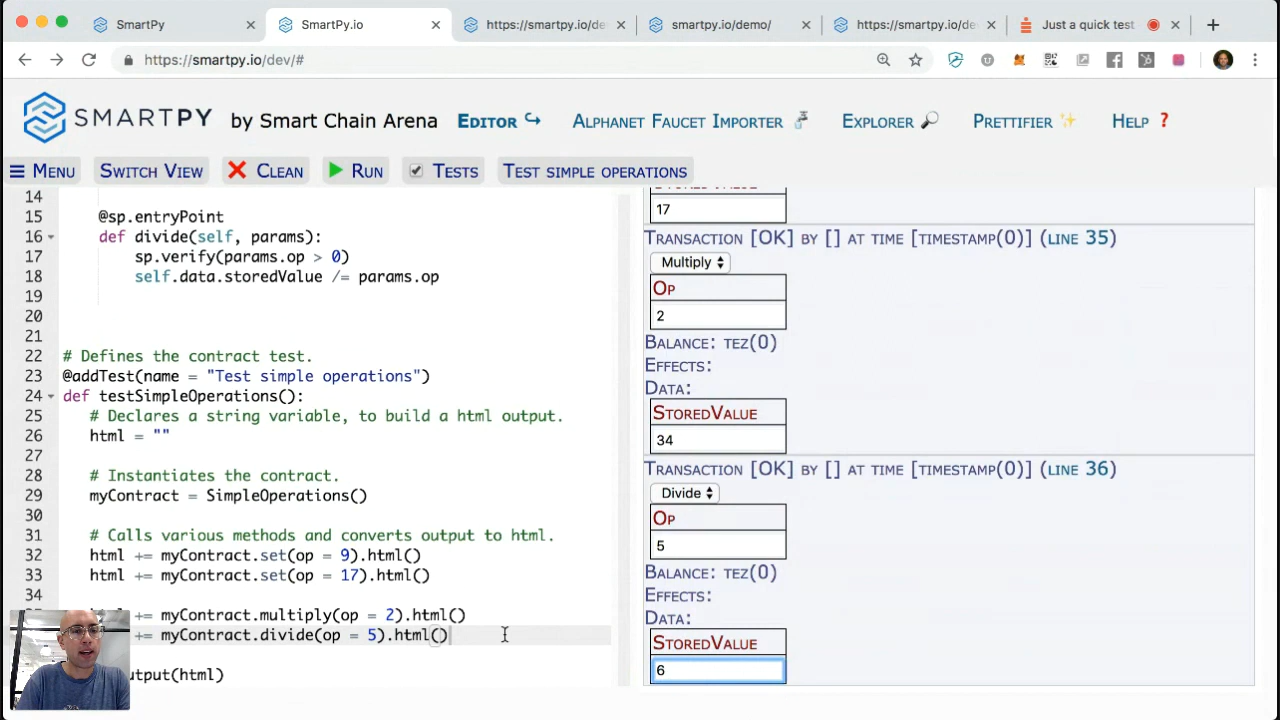 SmartPy
SmartPy.io
https://smartpy.io/de
smartpy.io/demo/
https://smartpy.io/de
Just a quick test
https://smartpy.io/dev/#
SMARTPY by Smart Chain Arena
EDITOR
ALPHANET FAUCET IMPORTER
EXPLORER
PRETTIFIER
HELP ?
MENU
SWITCH VIEW
CLEAN
RUN
TESTS
TEST SIMPLE OPERATIONS
14
15 @sp.entryPoint
16 def divide(self, params):
17 sp.verify(params.op > 0)
18 self.data.storedValue /= params.op
19
20
21
22 # Defines the contract test.
23 @addTest(name = "Test simple operations")
24 def testSimpleOperations():
25 # Declares a string variable, to build a html output.
26 html = ""
27
28 # Instantiates the contract.
29 myContract = SimpleOperations()
30
31 # Calls various methods and converts output to html.
32 html += myContract.set(op = 9).html()
33 html += myContract.set(op = 17).html()
34
+= myContract.multiply(op = 2).html()
+= myContract.divide(op = 5).html()
utput(html)
17
TRANSACTION [OK] BY [] AT TIME [TIMESTAMP(0)] (LINE 35)
Multiply
OP
2
BALANCE: TEZ(0)
EFFECTS:
DATA:
STOREDVALUE
34
TRANSACTION [OK] BY [] AT TIME [TIMESTAMP(0)] (LINE 36)
Divide
OP
5
BALANCE: TEZ(0)
EFFECTS:
DATA:
STOREDVALUE
6